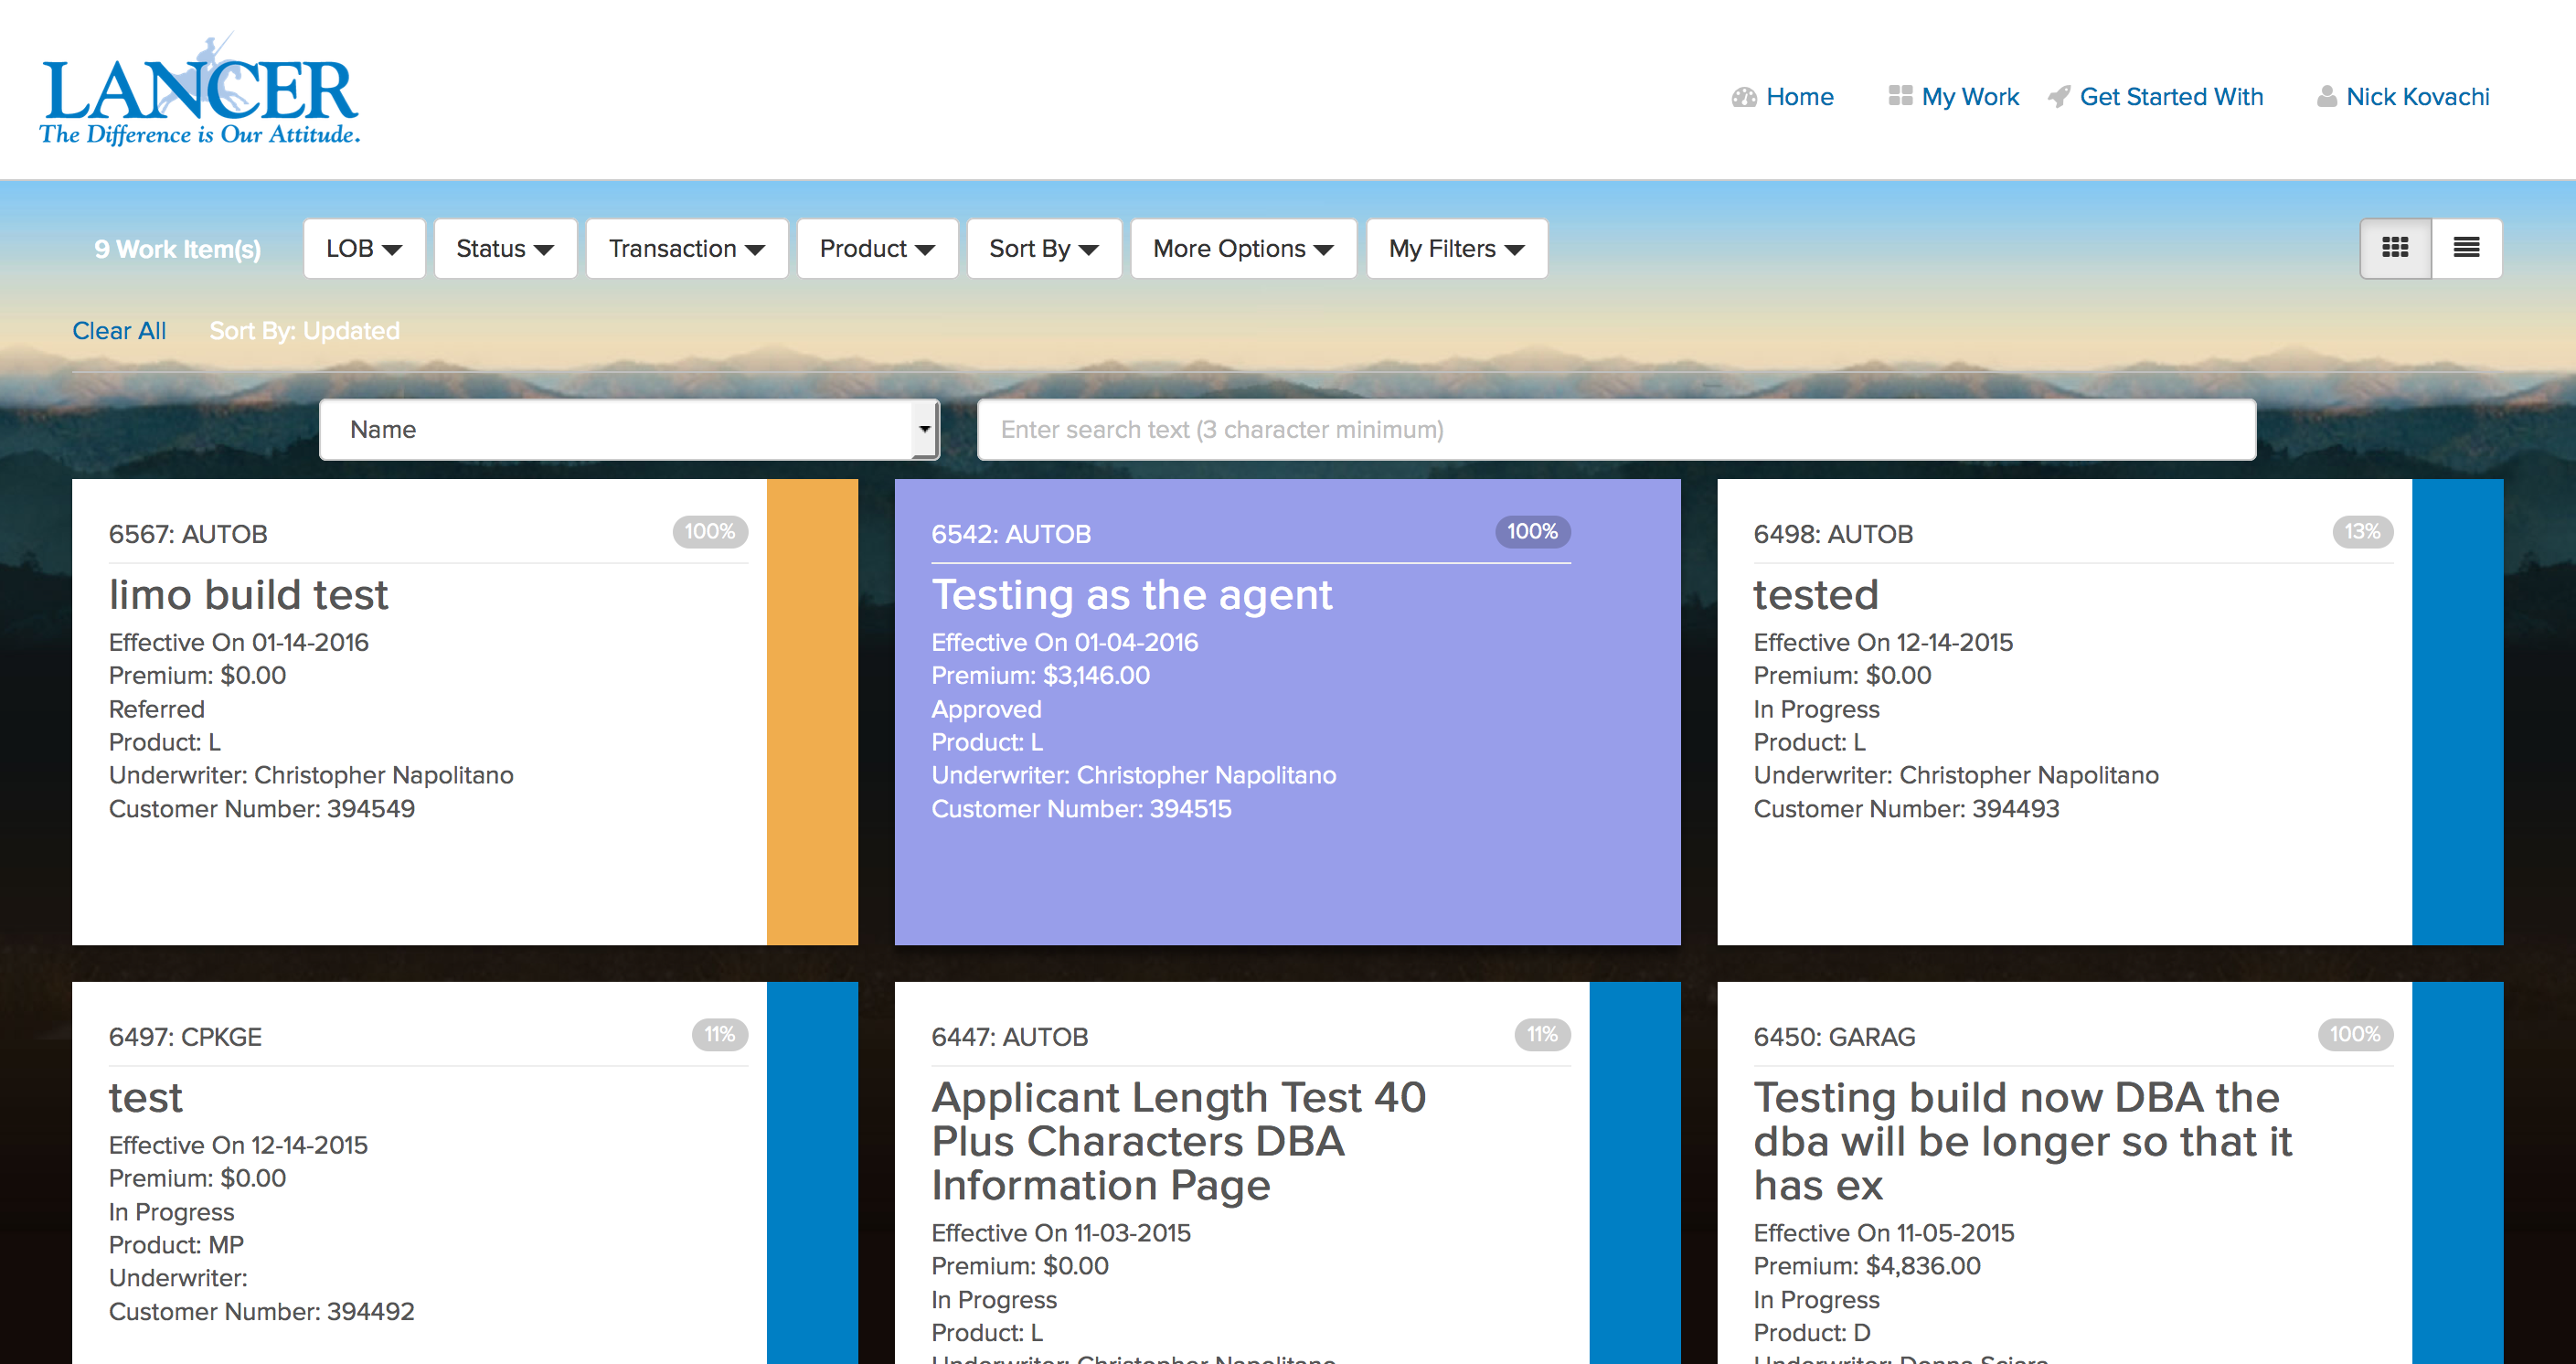 LANCER
The Difference is Our Attitude.
Home My Work Get Started With Nick Kovachi
9 Work Item(s) LOB Status Transaction Product Sort By More Options My Filters
Clear All Sort By: Updated
Name Enter search text (3 character minimum)
6567: AUTOB 100%
limo build test
Effective On 01-14-2016
Premium: $0.00
Referred
Product: L
Underwriter: Christopher Napolitano
Customer Number: 394549
6542: AUTOB 100%
Testing as the agent
Effective On 01-04-2016
Premium: $3,146.00
Approved
Product: L
Underwriter: Christopher Napolitano
Customer Number: 394515
6498: AUTOB 13%
tested
Effective On 12-14-2015
Premium: $0.00
In Progress
Product: L
Underwriter: Christopher Napolitano
Customer Number: 394493
6497: CPKGE 11%
test
Effective On 12-14-2015
Premium: $0.00
In Progress
Product: MP
Underwriter:
Customer Number: 394492
6447: AUTOB 11%
Applicant Length Test 40
Plus Characters DBA
Information Page
Effective On 11-03-2015
Premium: $0.00
In Progress
Product: L
Underwriter: Christopher Napolitano
6450: GARAG 100%
Testing build now DBA the
dba will be longer so that it
has ex
Effective On 11-05-2015
Premium: $4,836.00
In Progress
Product: D
Underwriter: Donna